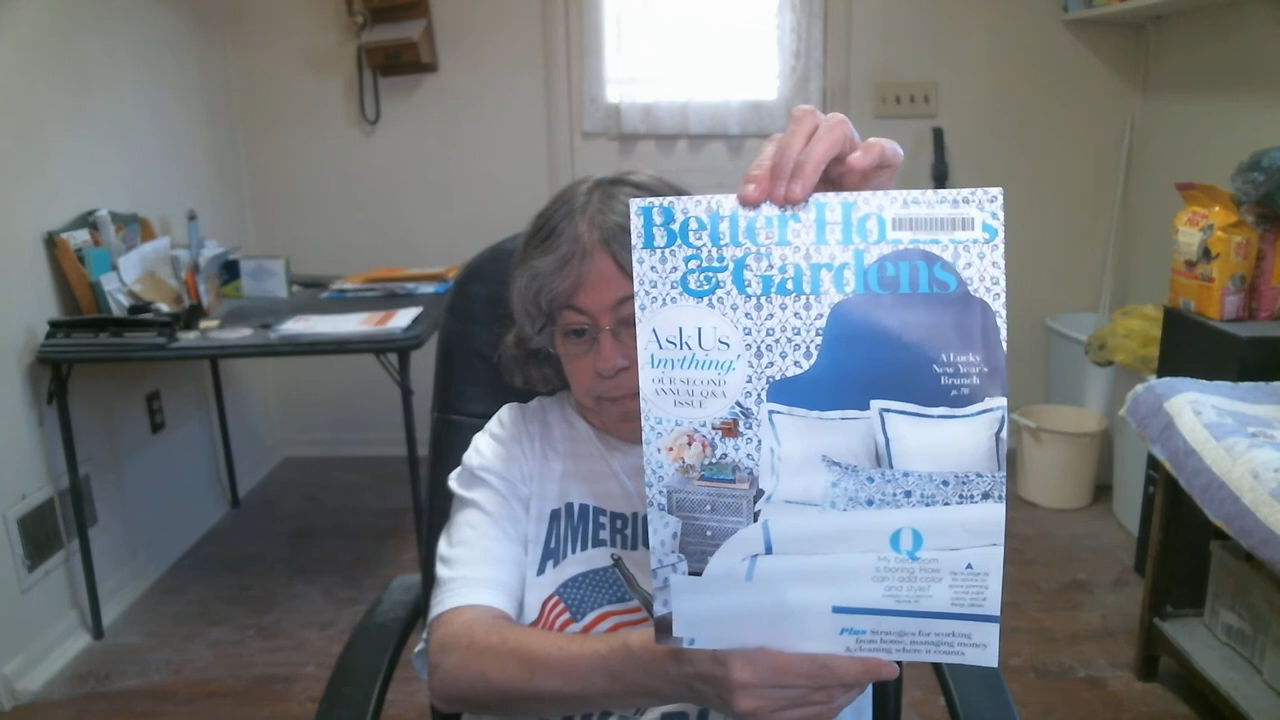 Better Homes
& Gardens
Ask Us
Anything!
OUR SECOND
ANNUAL Q&A
ISSUE
A Lucky
New Year's
Brunch
Q
My bedroom
is boring. How
can I add color
and style?
A
Plus Strategies for working
from home, managing money
& cleaning where it counts
AMERIC